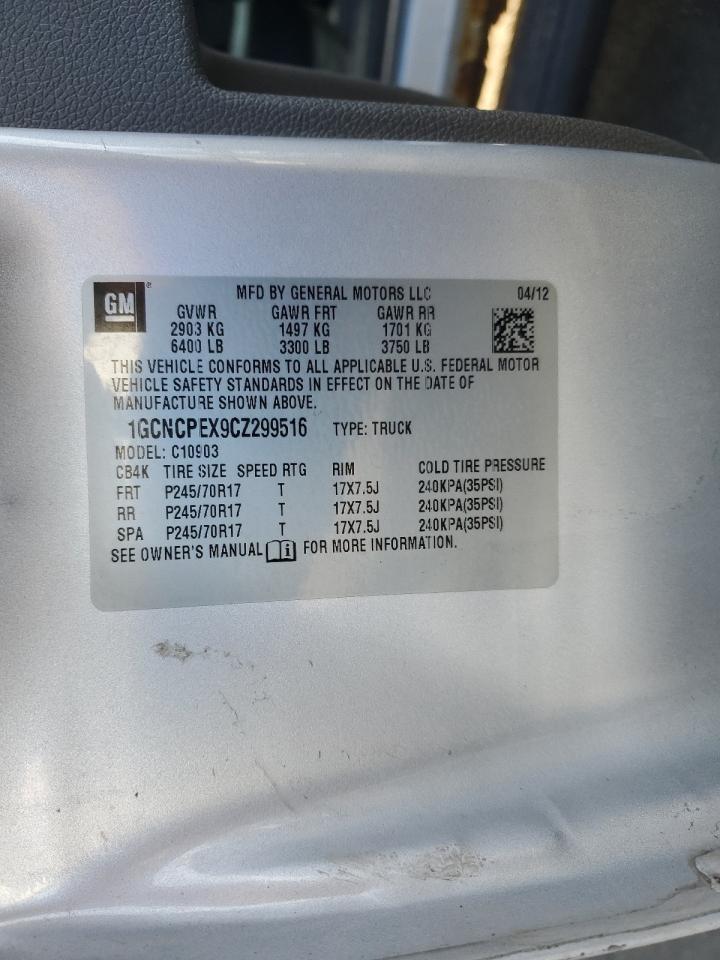 GM
®
MFD BY GENERAL MOTORS LLC 04/12
GVWR GAWR FRT GAWR RR
2903 KG 1497 KG 1701 KG
6400 LB 3300 LB 3750 LB
THIS VEHICLE CONFORMS TO ALL APPLICABLE U.S. FEDERAL MOTOR
VEHICLE SAFETY STANDARDS IN EFFECT ON THE DATE OF
MANUFACTURE SHOWN ABOVE.
1GCNCPEX9CZ299516 TYPE: TRUCK
MODEL: C10903
CB4K TIRE SIZE SPEED RTG RIM COLD TIRE PRESSURE
FRT P245/70R17 T 17X7.5J 240KPA(35PSI)
RR P245/70R17 T 17X7.5J 240KPA(35PSI)
SPA P245/70R17 T 17X7.5J 240KPA(35PSI)
SEE OWNER'S MANUAL i FOR MORE INFORMATION.